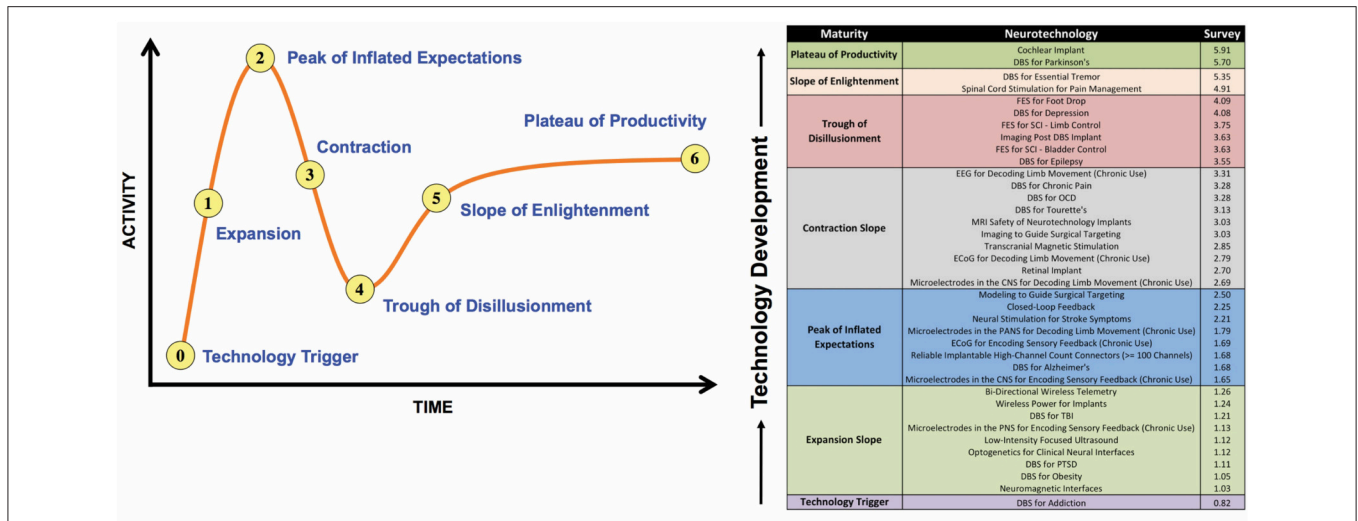 2
Peak of Inflated Expectations
Plateau of Productivity
Contraction
3
6
1
5
Slope of Enlightenment
Expansion
4
Trough of Disillusionment
0
Technology Trigger
ACTIVITY
TIME
Technology Development
Maturity Neurotechnology Survey
Plateau of Productivity
Cochlear Implant 5.91
DBS for Parkinson's 5.70
Slope of Enlightenment
DBS for Essential Tremor 5.35
Spinal Cord Stimulation for Pain Management 4.91
Trough of
Disillusionment
FES for Foot Drop 4.09
DBS for Depression 4.08
FES for SCI - Limb Control 3.75
Imaging Post DBS Implant 3.63
FES for SCI - Bladder Control 3.63
DBS for Epilepsy 3.55
Contraction Slope
EEG for Decoding Limb Movement (Chronic Use) 3.31
DBS for Chronic Pain 3.28
DBS for OCD 3.28
DBS for Tourette's 3.13
MRI Safety of Neurotechnology Implants 3.03
Imaging to Guide Surgical Targeting 3.03
Transcranial Magnetic Stimulation 2.85
ECoG for Decoding Limb Movement (Chronic Use) 2.79
Retinal Implant 2.70
Microelectrodes in the CNS for Decoding Limb Movement (Chronic Use) 2.69
Peak of Inflated
Expectations
Modeling to Guide Surgical Targeting 2.50
Closed-Loop Feedback 2.25
Neural Stimulation for Stroke Symptoms 2.21
Microelectrodes in the PANS for Decoding Limb Movement (Chronic Use) 1.79
ECoG for Encoding Sensory Feedback (Chronic Use) 1.69
Reliable Implantable High-Channel Count Connectors (>= 100 Channels) 1.68
DBS for Alzheimer's 1.68
Microelectrodes in the CNS for Encoding Sensory Feedback (Chronic Use) 1.65
Expansion Slope
Bi-Directional Wireless Telemetry 1.26
Wireless Power for Implants 1.24
DBS for TBI 1.21
Microelectrodes in the PNS for Encoding Sensory Feedback (Chronic Use) 1.13
Low-Intensity Focused Ultrasound 1.12
Optogenetics for Clinical Neural Interfaces 1.12
DBS for PTSD 1.11
DBS for Obesity 1.05
Neuromagnetic Interfaces 1.03
Technology Trigger
DBS for Addiction 0.82